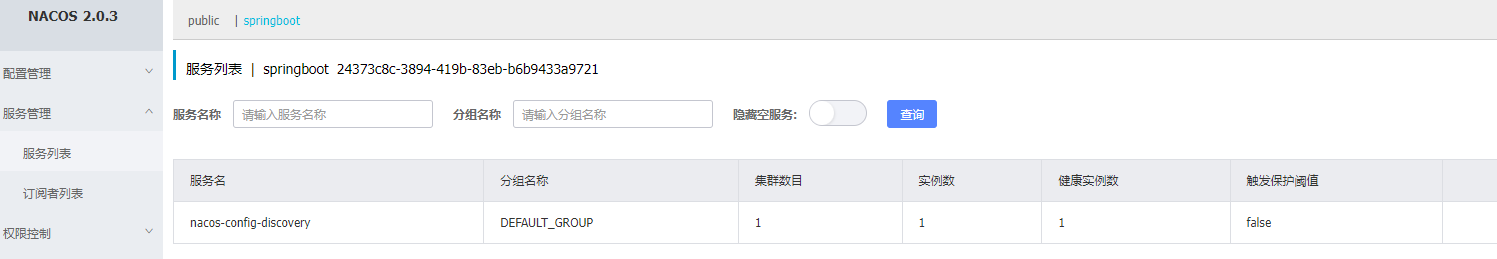 NACOS 2.0.3
public | springboot
配置管理
服务管理
服务列表
订阅者列表
权限控制
服务列表 | springboot 24373c8c-3894-419b-83eb-b6b9433a9721
服务名称 请输入服务名称 分组名称 请输入分组名称 隐藏空服务: 查询
服务名 分组名称 集群数目 实例数 健康实例数 触发保护阈值
nacos-config-discovery DEFAULT_GROUP 1 1 1 false